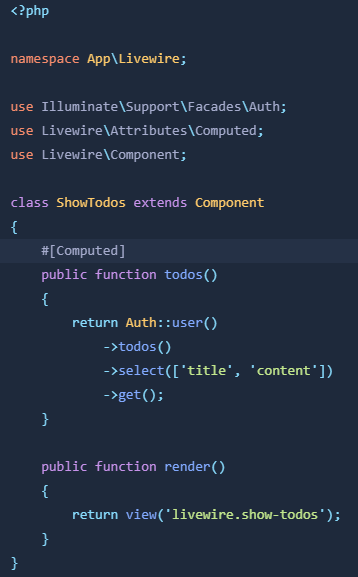 <?php
namespace App\Livewire;
use Illuminate\Support\Facades\Auth;
use Livewire\Attributes\Computed;
use Livewire\Component;
class ShowTodos extends Component
{
    #[Computed]
    public function todos()
    {
        return Auth::user()
            ->todos()
            ->select(['title', 'content'])
            ->get();
    }
    public function render()
    {
        return view('livewire.show-todos');
    }
}